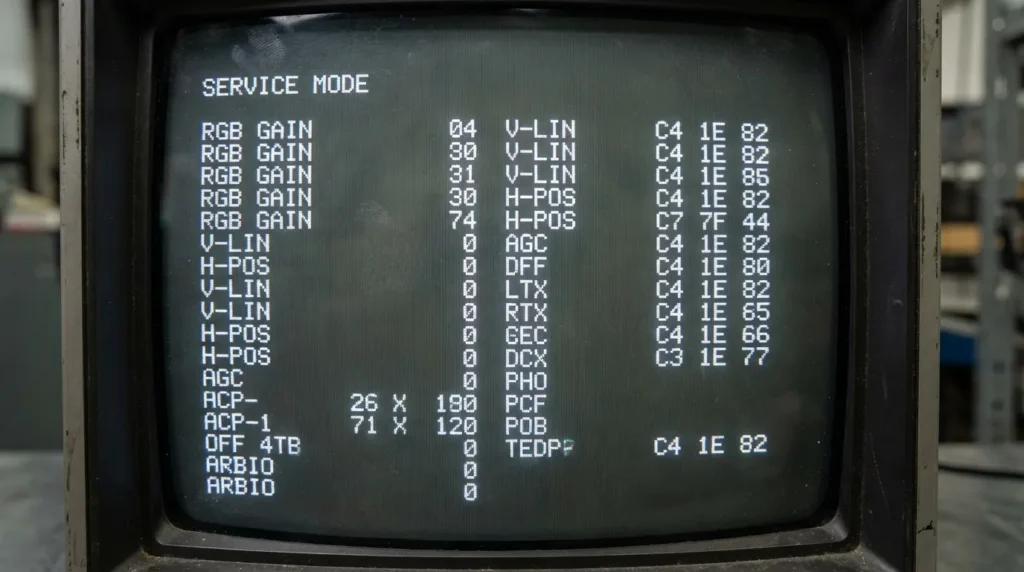 SERVICE MODE
RGB GAIN 04 V-LIN C4 1E 82
RGB GAIN 30 V-LIN C4 1E 82
RGB GAIN 31 V-LIN C4 1E 85
RGB GAIN 30 H-POS C4 1E 82
RGB GAIN 74 H-POS C7 7F 44
V-LIN 0 AGC C4 1E 82
H-POS 0 DFF C4 1E 80
V-LIN 0 LTX C4 1E 82
V-LIN 0 RTX C4 1E 65
H-POS 0 GEC C4 1E 66
H-POS 0 DCX C3 1E 77
AGC 0 PHO
ACP- 26 X 180 PCF
ACP-1 71 X 120 POB
OFF 4TB 0 C4 1E 82
ARBIO 0
ARBIO 0